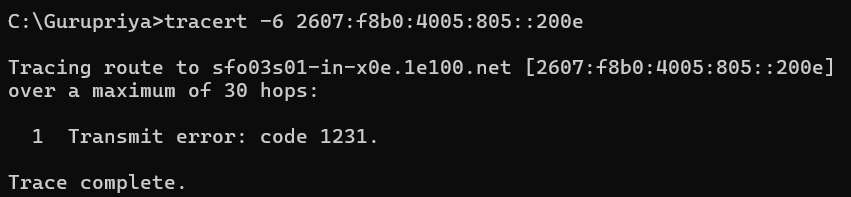 C:\Gurupriya>tracert -6 2607:f8b0:4005:805::200e
Tracing route to sfo03s01-in-x0e.1e100.net [2607:f8b0:4005:805::200e]
over a maximum of 30 hops:
1  Transmit error: code 1231.
Trace complete.